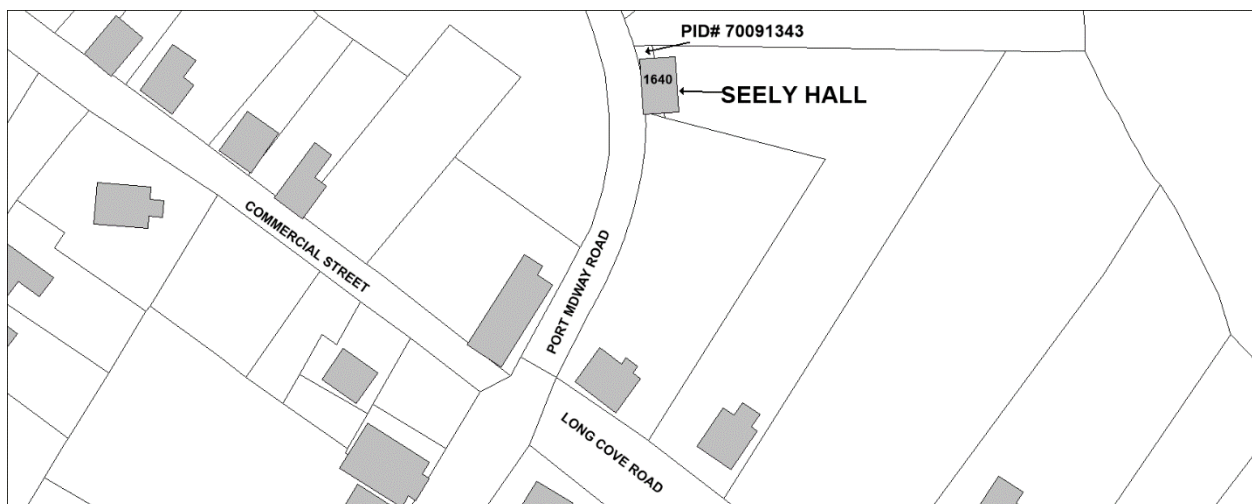 PID# 70091343
1640
SEELY HALL
COMMERCIAL STREET
PORT MDWAY ROAD
LONG COVE ROAD